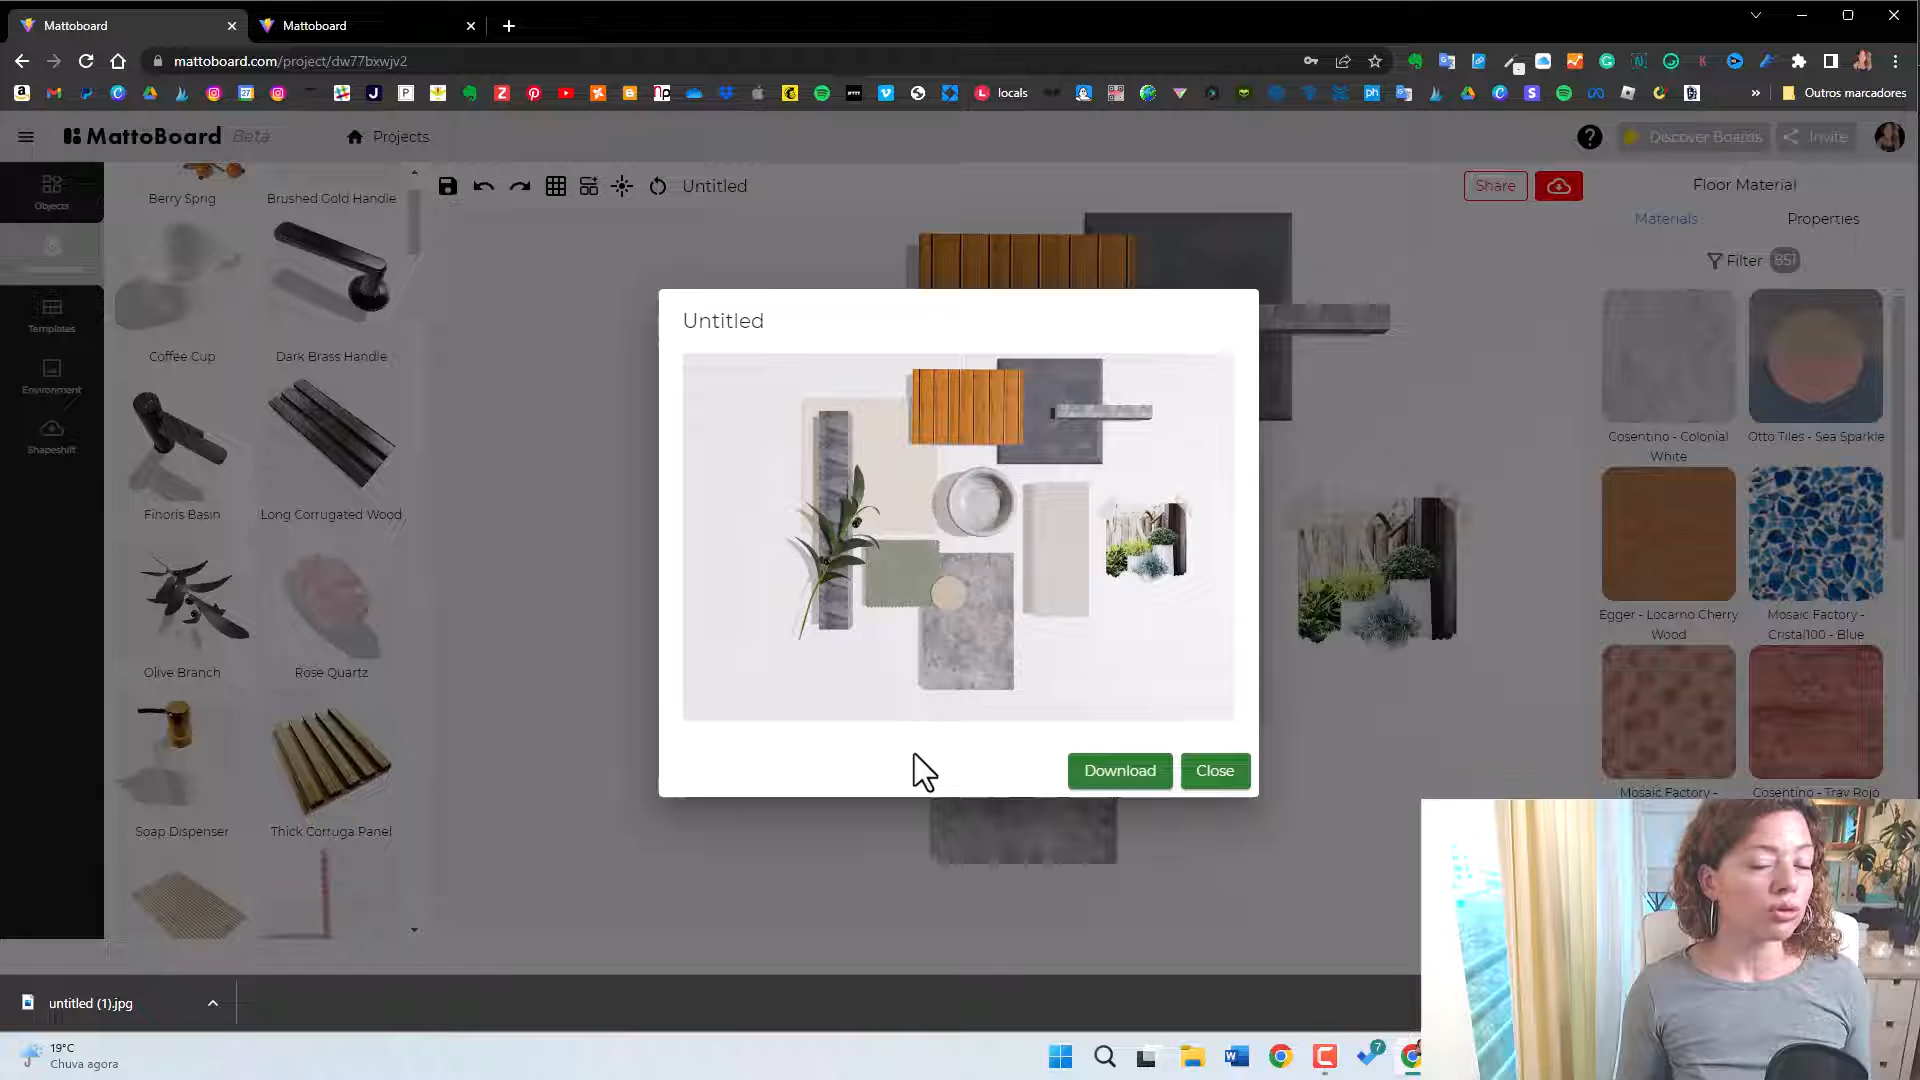 Mattoboard
Mattoboard
mattoboard.com/project/dw77bxwjv2
locals
Outros marcadores
MattoBoard Beta
Projects
Discover Boards
Invite
Objects
Templates
Environment
Shapeshift
Berry Sprig
Brushed Gold Handle
Coffee Cup
Dark Brass Handle
Finoris Basin
Long Corrugated Wood
Olive Branch
Rose Quartz
Soap Dispenser
Thick Corruga Panel
Untitled
Share
Untitled
Download
Close
Floor Material
Materials
Properties
Filter
851
Cosentino - Colonial
White
Otto Tiles - Sea Sparkle
Egger - Locarno Cherry
Wood
Mosaic Factory -
Cristal100 - Blue
Mosaic Factory -
Cosentino - Trav Rojo
untitled (1).jpg
19°C
Chuva agora
7